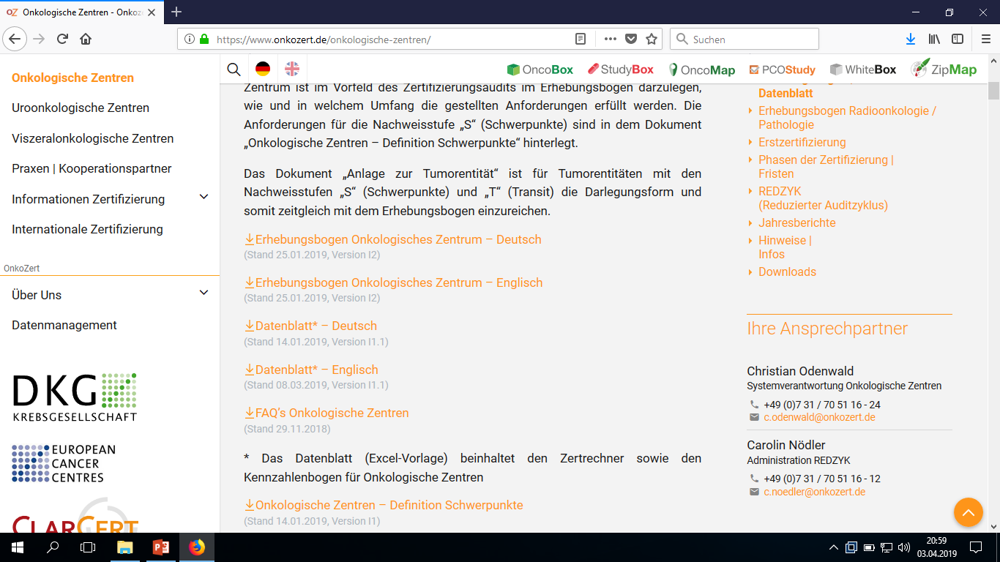 Onkologische Zentren - Onkoz
https://www.onkozert.de/onkologische-zentren/
Suchen
Onkologische Zentren
Uroonkologische Zentren
Viszeralonkologische Zentren
Praxen | Kooperationspartner
Informationen Zertifizierung
Internationale Zertifizierung
OnkoZert
Über Uns
Datenmanagement
DKG
KREBSGESELLSCHAFT
EUROPEAN
CANCER
CENTRES
CLARCERT
OncoBox
StudyBox
OncoMap
PCOStudy
WhiteBox
ZipMap
Zentrum ist im Vorfeld des Zertifizierungsaudits im Erhebungsbogen darzulegen,
wie und in welchem Umfang die gestellten Anforderungen erfüllt werden. Die
Anforderungen für die Nachweisstufe „S“ (Schwerpunkte) sind in dem Dokument
„Onkologische Zentren – Definition Schwerpunkte“ hinterlegt.
Das Dokument „Anlage zur Tumorentität“ ist für Tumorentitäten mit den
Nachweisstufen „S“ (Schwerpunkte) und „T“ (Transit) die Darlegungsform und
somit zeitgleich mit dem Erhebungsbogen einzureichen.
Erhebungsbogen Onkologisches Zentrum – Deutsch
(Stand 25.01.2019, Version I2)
Erhebungsbogen Onkologisches Zentrum – Englisch
(Stand 25.01.2019, Version I2)
Datenblatt* – Deutsch
(Stand 14.01.2019, Version I1.1)
Datenblatt* – Englisch
(Stand 08.03.2019, Version I1.1)
FAQ’s Onkologische Zentren
(Stand 29.11.2018)
* Das Datenblatt (Excel-Vorlage) beinhaltet den Zertrechner sowie den
Kennzahlenbogen für Onkologische Zentren
Onkologische Zentren – Definition Schwerpunkte
(Stand 14.01.2019, Version I1)
Datenblatt
Erhebungsbogen Radioonkologie /
Pathologie
Erstzertifizierung
Phasen der Zertifizierung |
Fristen
REDZYK
(Reduzierter Auditzyklus)
Jahresberichte
Hinweise |
Infos
Downloads
Ihre Ansprechpartner
Christian Odenwald
Systemverantwortung Onkologische Zentren
+49 (0)7 31 / 70 51 16 - 24
c.odenwald@onkozert.de
Carolin Nödler
Administration REDZYK
+49 (0)7 31 / 70 51 16 - 12
c.noedler@onkozert.de
20:59
03.04.2019